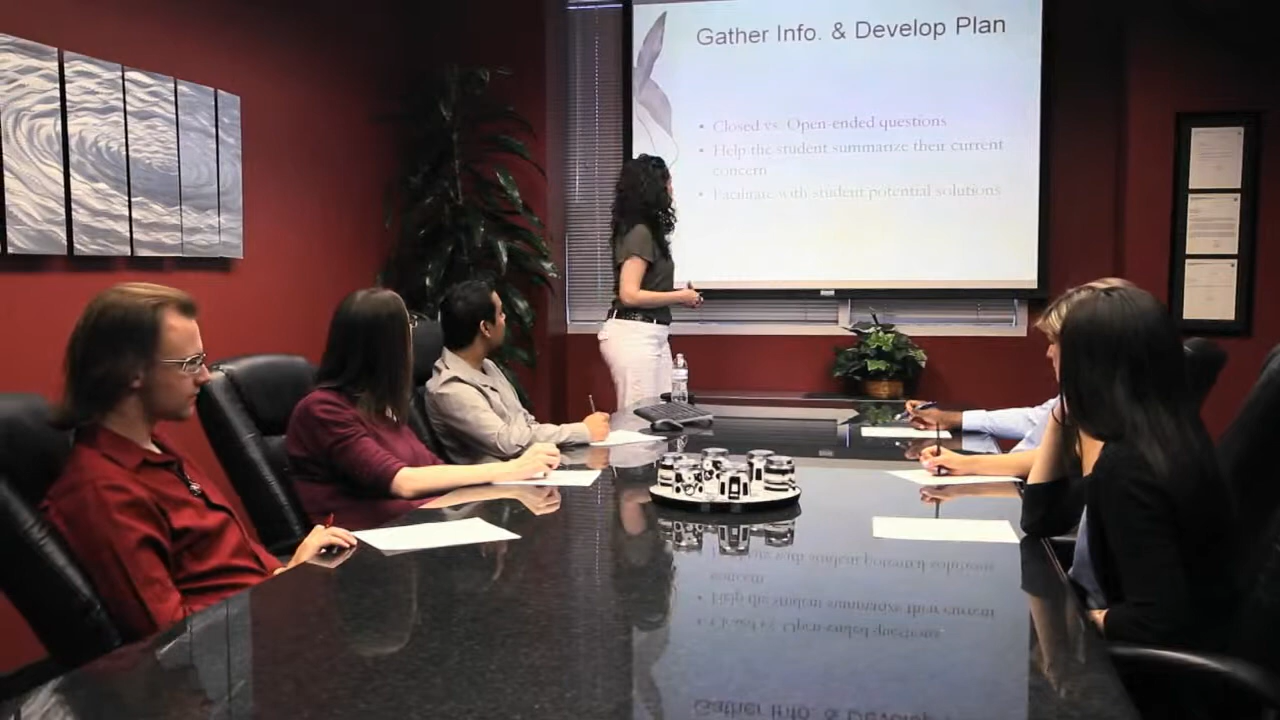 Gather Info. & Develop Plan
• Closed vs. Open-ended questions
• Help the student summarize their current
concern
• Facilitate with student potential solutions